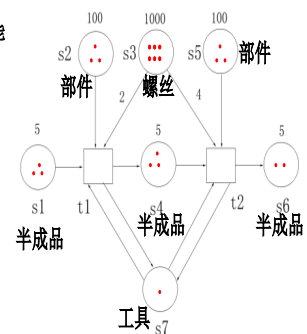 100 1000 100
s2 s3 s5 部件
部件 螺丝
2 4
5 5 5
s1 t1 s4 t2 s6
半成品 半成品 半成品
工具 s7